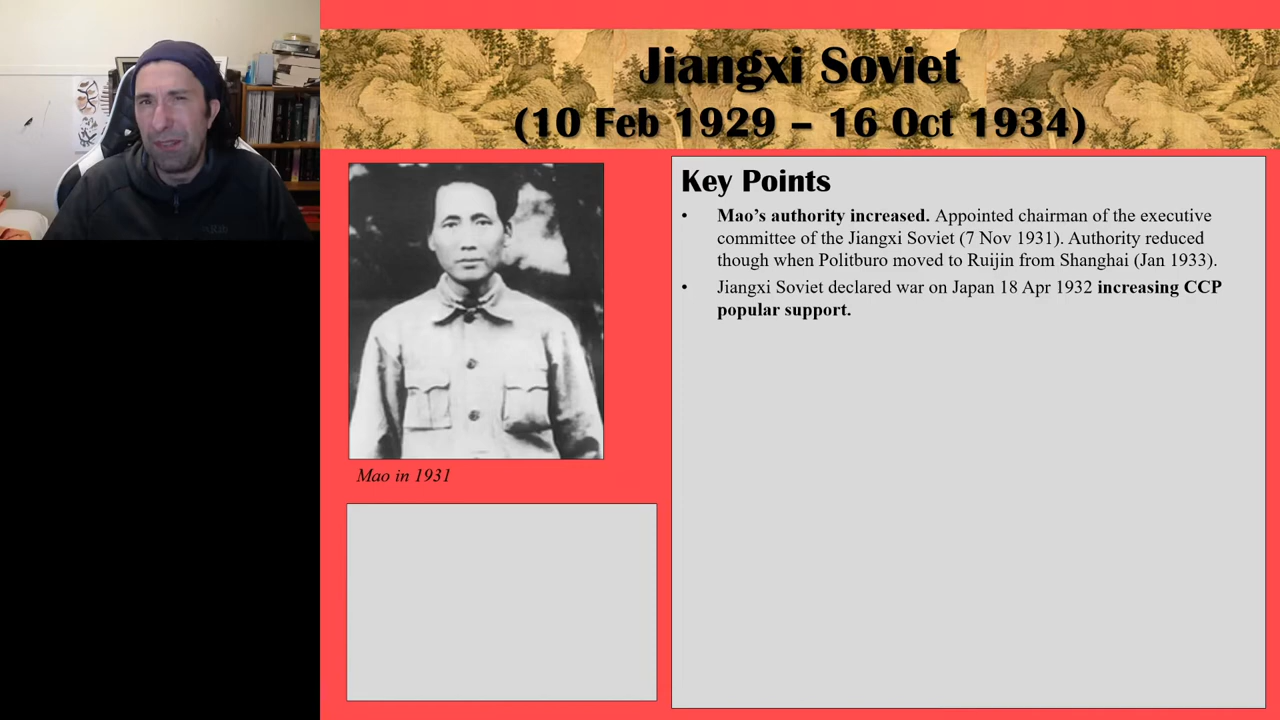 Jiangxi Soviet
(10 Feb 1929 – 16 Oct 1934)
Mao in 1931
Key Points
• Mao’s authority increased. Appointed chairman of the executive
committee of the Jiangxi Soviet (7 Nov 1931). Authority reduced
though when Politburo moved to Ruijin from Shanghai (Jan 1933).
• Jiangxi Soviet declared war on Japan 18 Apr 1932 increasing CCP
popular support.